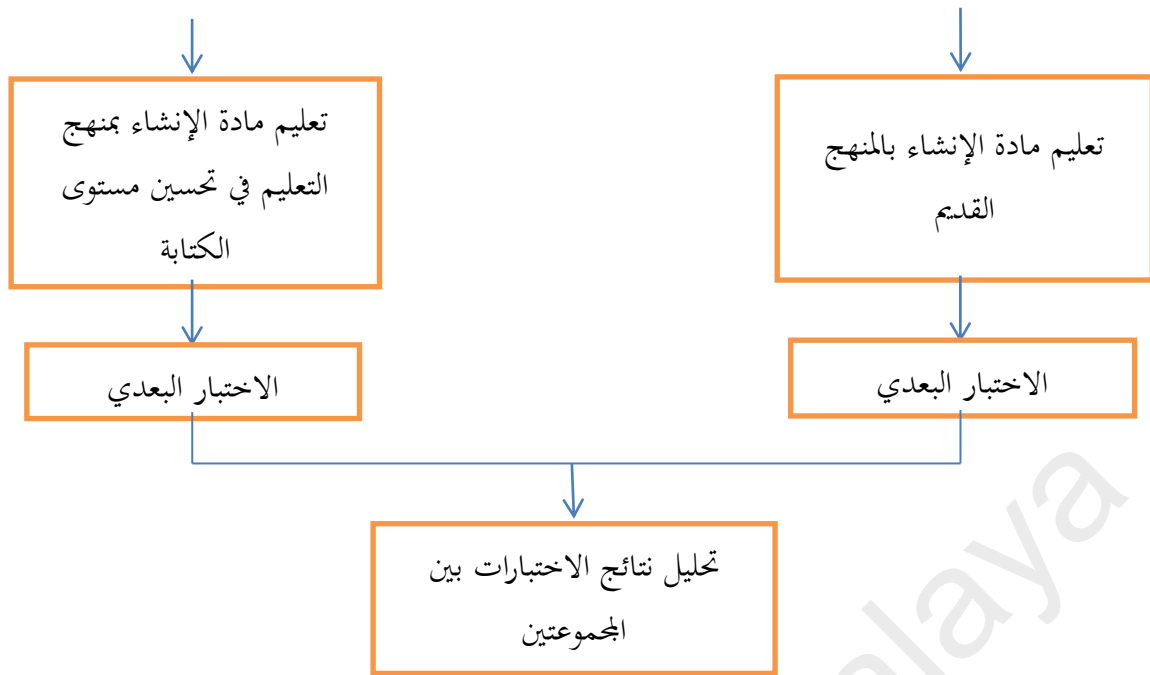 تعليم مادة الإنشاء بالمنهج
القديم
تعليم مادة الإنشاء بمنهج
التعليم في تحسين مستوى
الكتابة
الاختبار البعدي
الاختبار البعدي
تحليل نتائج الاختبارات بين
المجموعتين
alaya